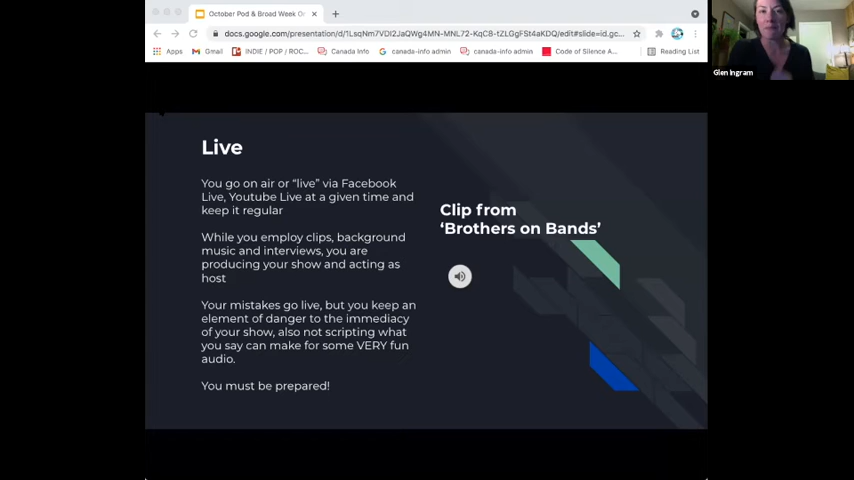 October Pod & Broad Week Or
docs.google.com/presentation/d/1LsqNm7VDI2JaQWg4MN-MNL72-KqC8-tZLGgFSt4aKDQ/edit#slide=id.gc...
Apps
Gmail
INDIE / POP / ROC...
Canada Info
canada-info admin
canada-info admin
Code of Silence A...
Reading List
Glen Ingram
Live
You go on air or “live” via Facebook
Live, Youtube Live at a given time and
keep it regular
While you employ clips, background
music and interviews, you are
producing your show and acting as
host
Your mistakes go live, but you keep an
element of danger to the immediacy
of your show, also not scripting what
you say can make for some VERY fun
audio.
You must be prepared!
Clip from
‘Brothers on Bands’